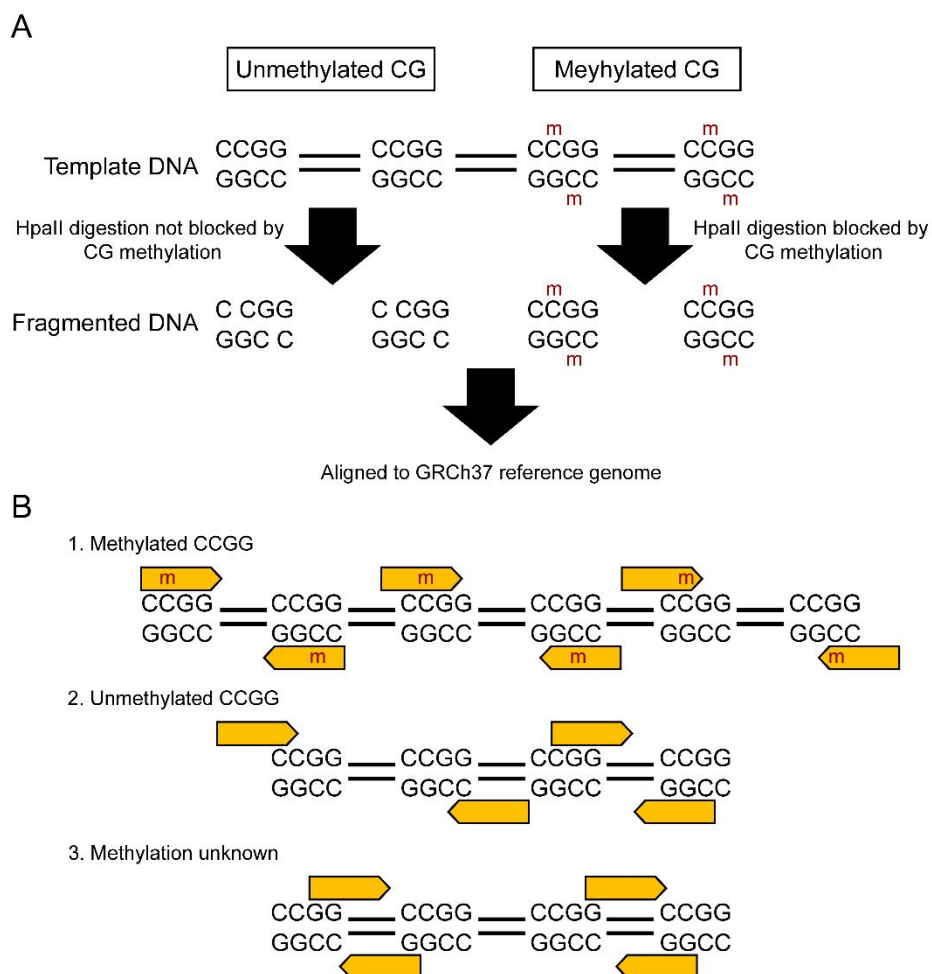 A
Unmethylated CG Meyhylated CG
m m
CCGG CCGG CCGG CCGG
Template DNA
GGCC GGCC GGCC GGCC
m m
HpaII digestion not blocked by CG methylation
HpaII digestion blocked by CG methylation
m m
C CGG C CGG CCGG CCGG
Fragmented DNA
GGC C GGC C GGCC GGCC
m m
Aligned to GRCh37 reference genome
B
1. Methylated CCGG
m m m
CCGG CCGG CCGG CCGG CCGG CCGG
GGCC GGCC GGCC GGCC GGCC GGCC
m m m
2. Unmethylated CCGG
CCGG CCGG CCGG CCGG
GGCC GGCC GGCC GGCC
3. Methylation unknown
CCGG CCGG CCGG CCGG
GGCC GGCC GGCC GGCC